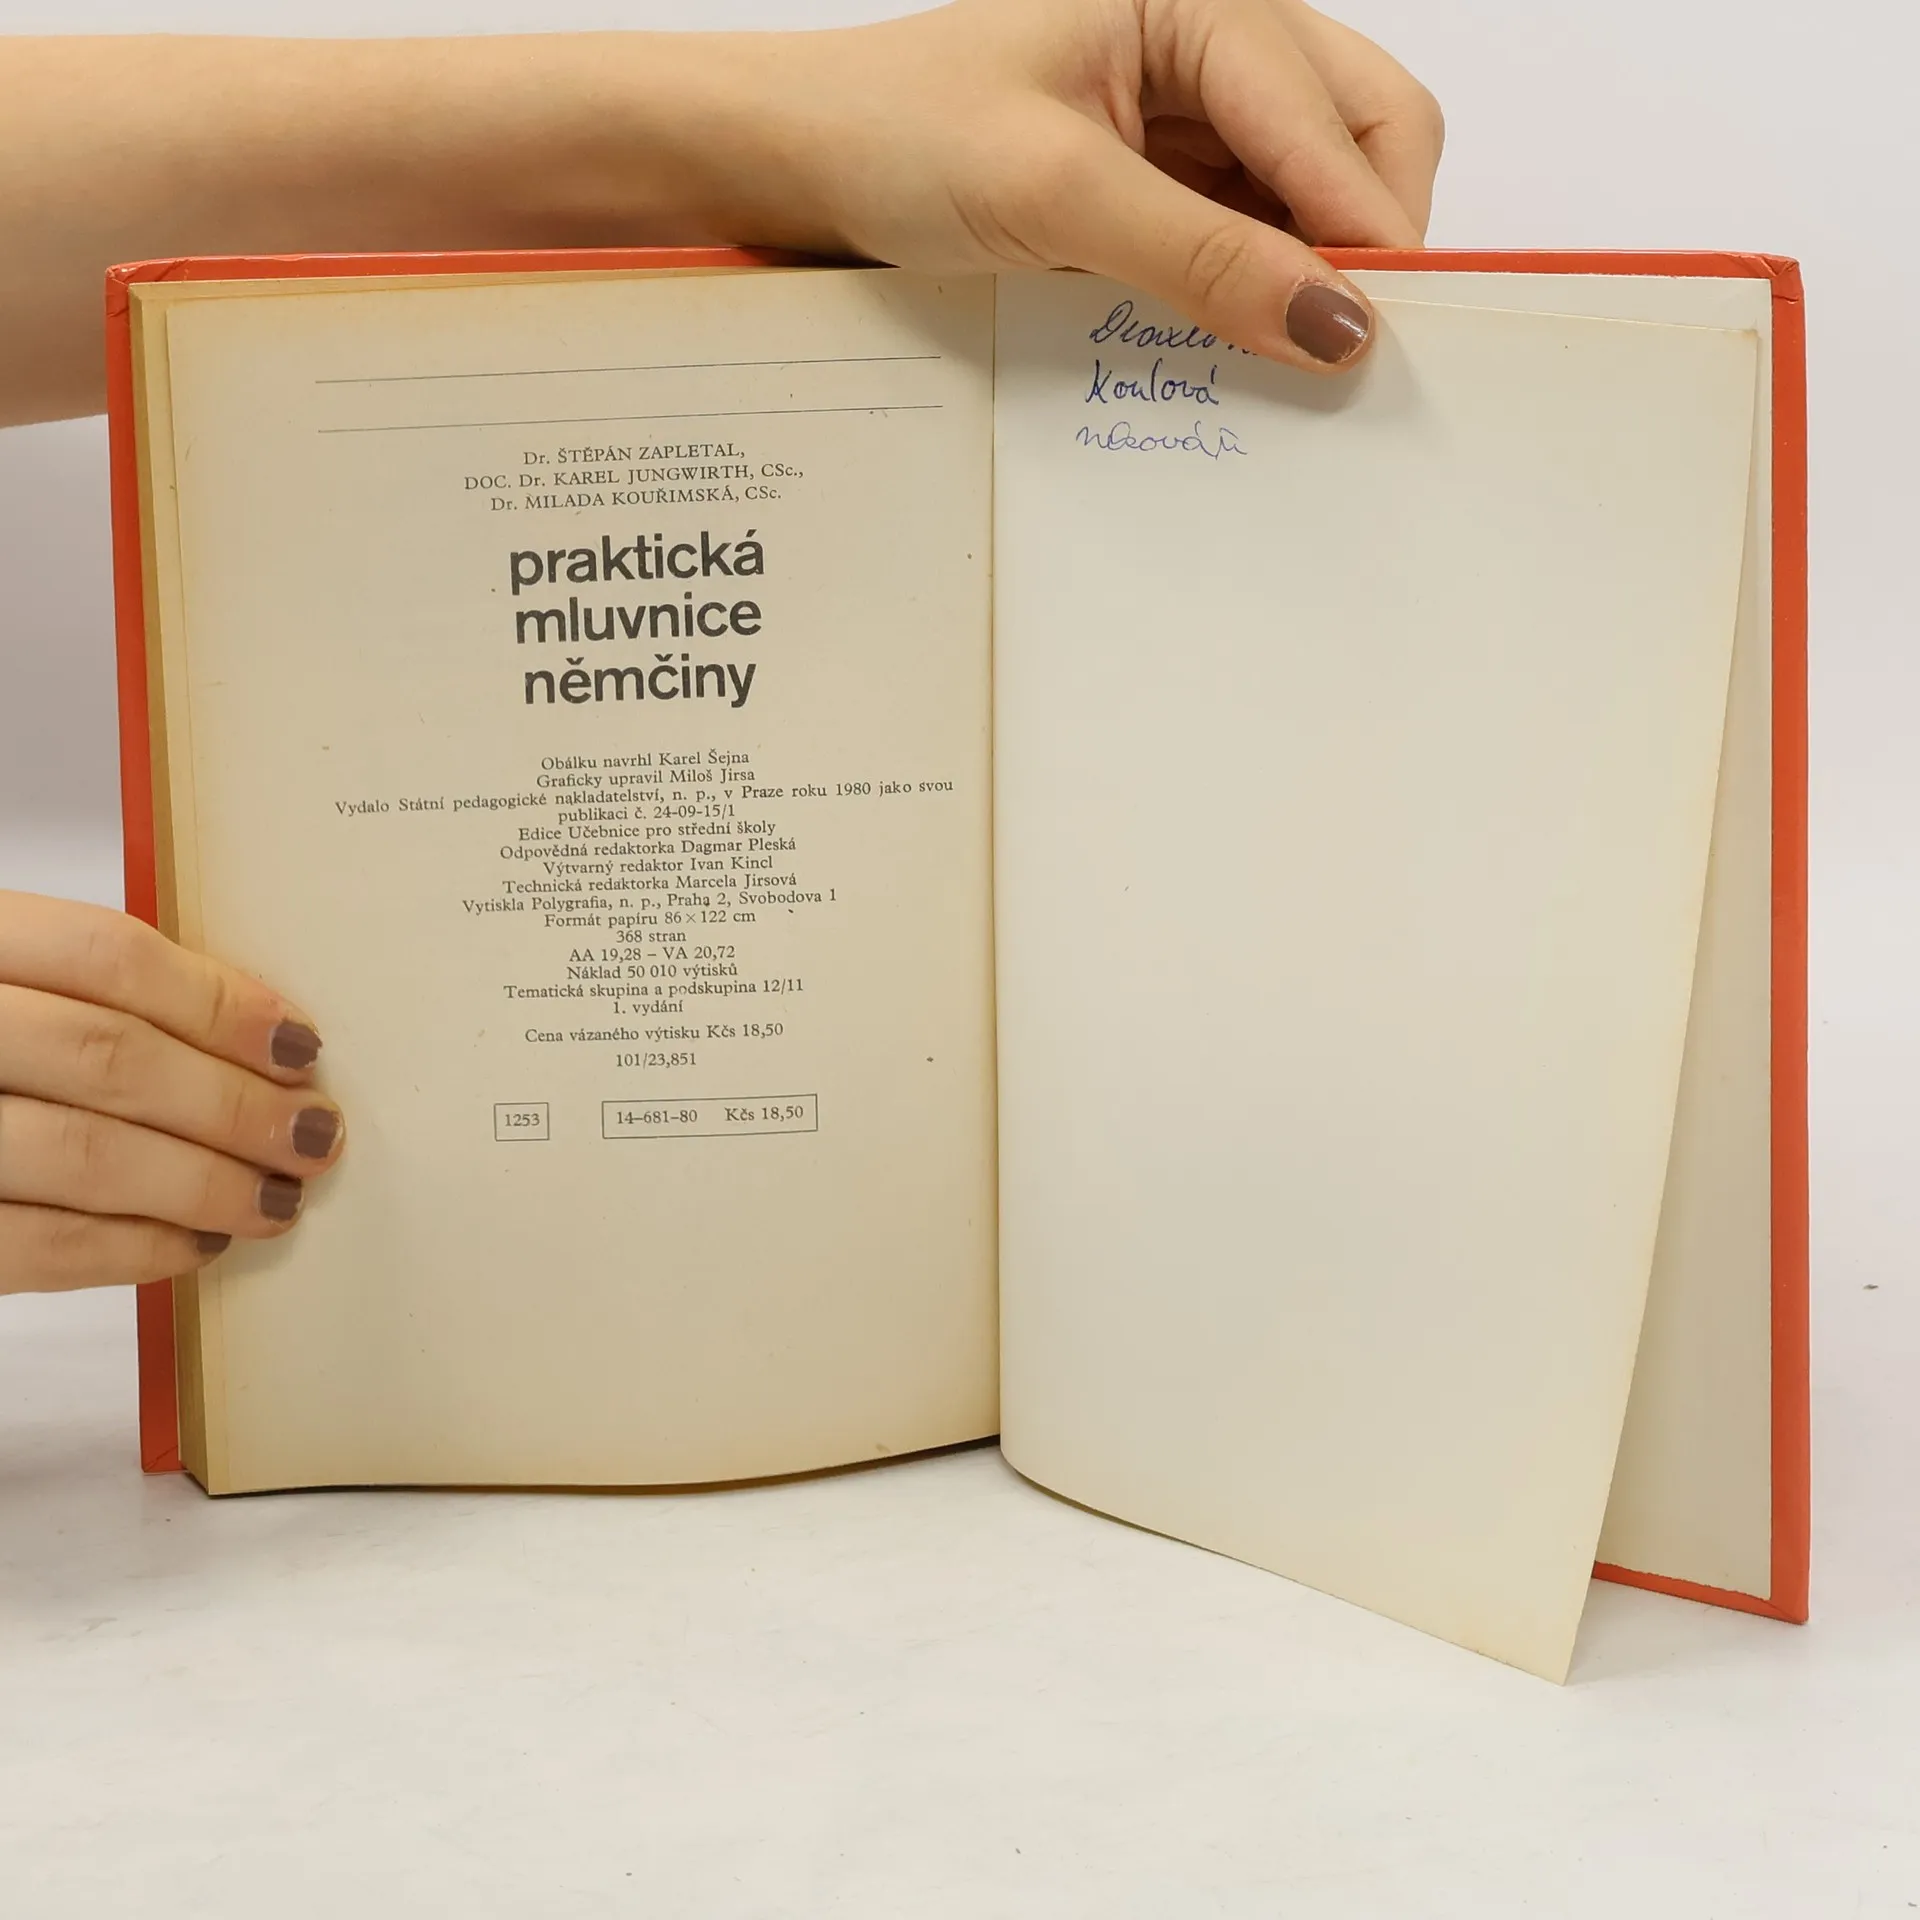 Dr. ŠTĚPÁN ZAPLETAL,
DOC. Dr. KAREL JUNGWIRTH, CSc.,
Dr. MILADA KOUŘIMSKÁ, CSc.
praktická
mluvnice
němčiny
Obálku navrhl Karel Šejna
Graficky upravil Miloš Jirsa
Vydalo Státní pedagogické nakladatelství, n. p., v Praze roku 1980 jako svou
publikaci č. 24-09-15/1
Edice Učebnice pro střední školy
Odpovědná redaktorka Dagmar Pleská
Výtvarný redaktor Ivan Kincl
Technická redaktorka Marcela Jirsová
Vytiskla Polygrafia, n. p., Praha 2, Svobodova 1
Formát papíru 86 × 122 cm
368 stran
AA 19,28 – VA 20,72
Náklad 50 010 výtisků
Tematická skupina a podskupina 12/11
1. vydání
Cena vázaného výtisku Kčs 18,50
101/23,851
1253 14–681–80 Kčs 18,50
Koulová